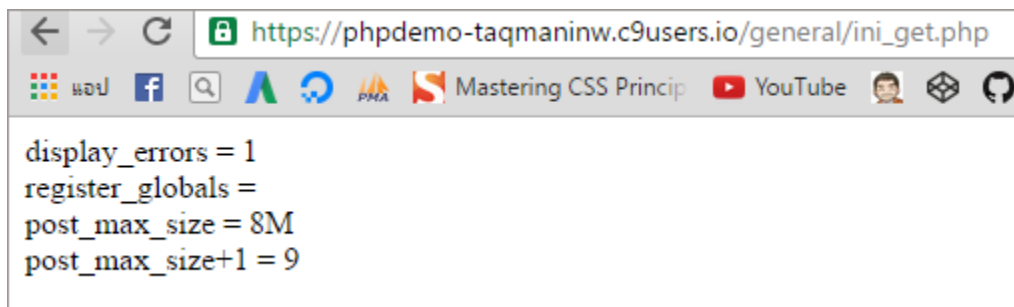 https://phpdemo-taqmaninw.c9users.io/general/ini_get.php
แอป PMA Mastering CSS Princip YouTube
display_errors = 1
register_globals =
post_max_size = 8M
post_max_size+1 = 9